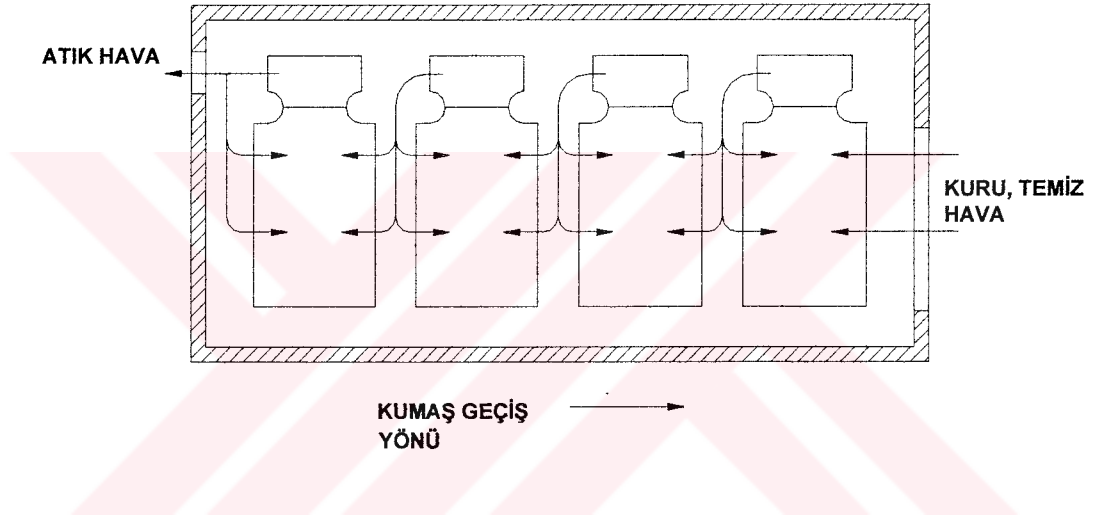 ATIK HAVA
KURU, TEMİZ
HAVA
KUMAŞ GEÇİŞ
YÖNÜ